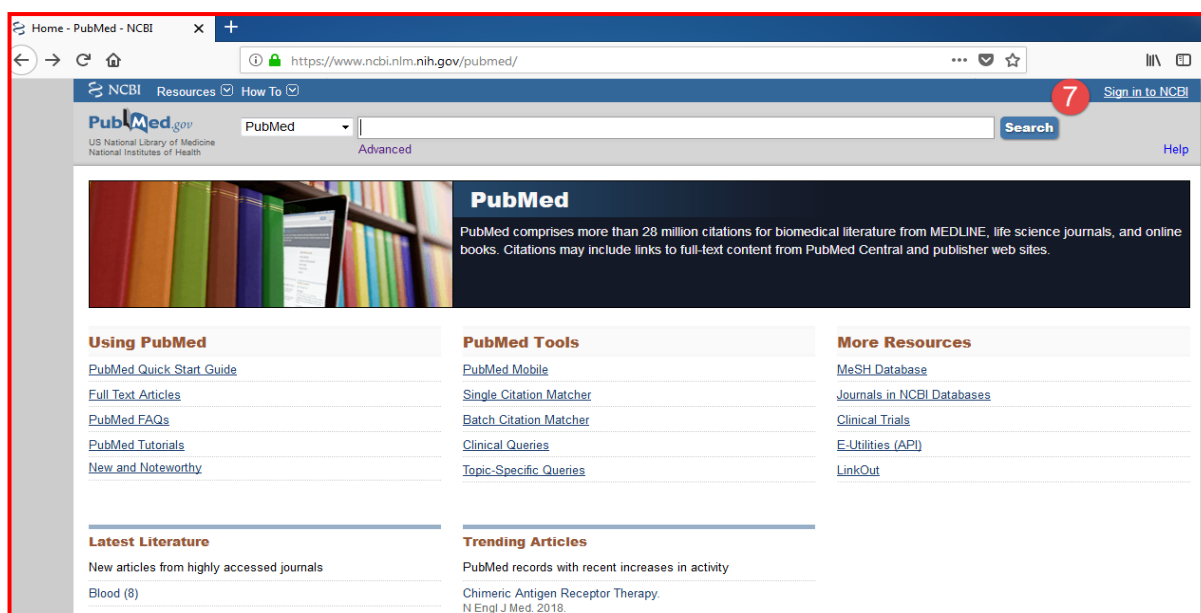 Home - PubMed - NCBI
https://www.ncbi.nlm.nih.gov/pubmed/
NCBI Resources How To
7
Sign in to NCBI
PubMed.gov
US National Library of Medicine
National Institutes of Health
PubMed
Search
Advanced
Help
PubMed
PubMed comprises more than 28 million citations for biomedical literature from MEDLINE, life science journals, and online
books. Citations may include links to full-text content from PubMed Central and publisher web sites.
Using PubMed
PubMed Quick Start Guide
Full Text Articles
PubMed FAQs
PubMed Tutorials
New and Noteworthy
PubMed Tools
PubMed Mobile
Single Citation Matcher
Batch Citation Matcher
Clinical Queries
Topic-Specific Queries
More Resources
MeSH Database
Journals in NCBI Databases
Clinical Trials
E-Utilities (API)
LinkOut
Latest Literature
New articles from highly accessed journals
Blood (8)
Trending Articles
PubMed records with recent increases in activity
Chimeric Antigen Receptor Therapy.
N Engl J Med. 2018.